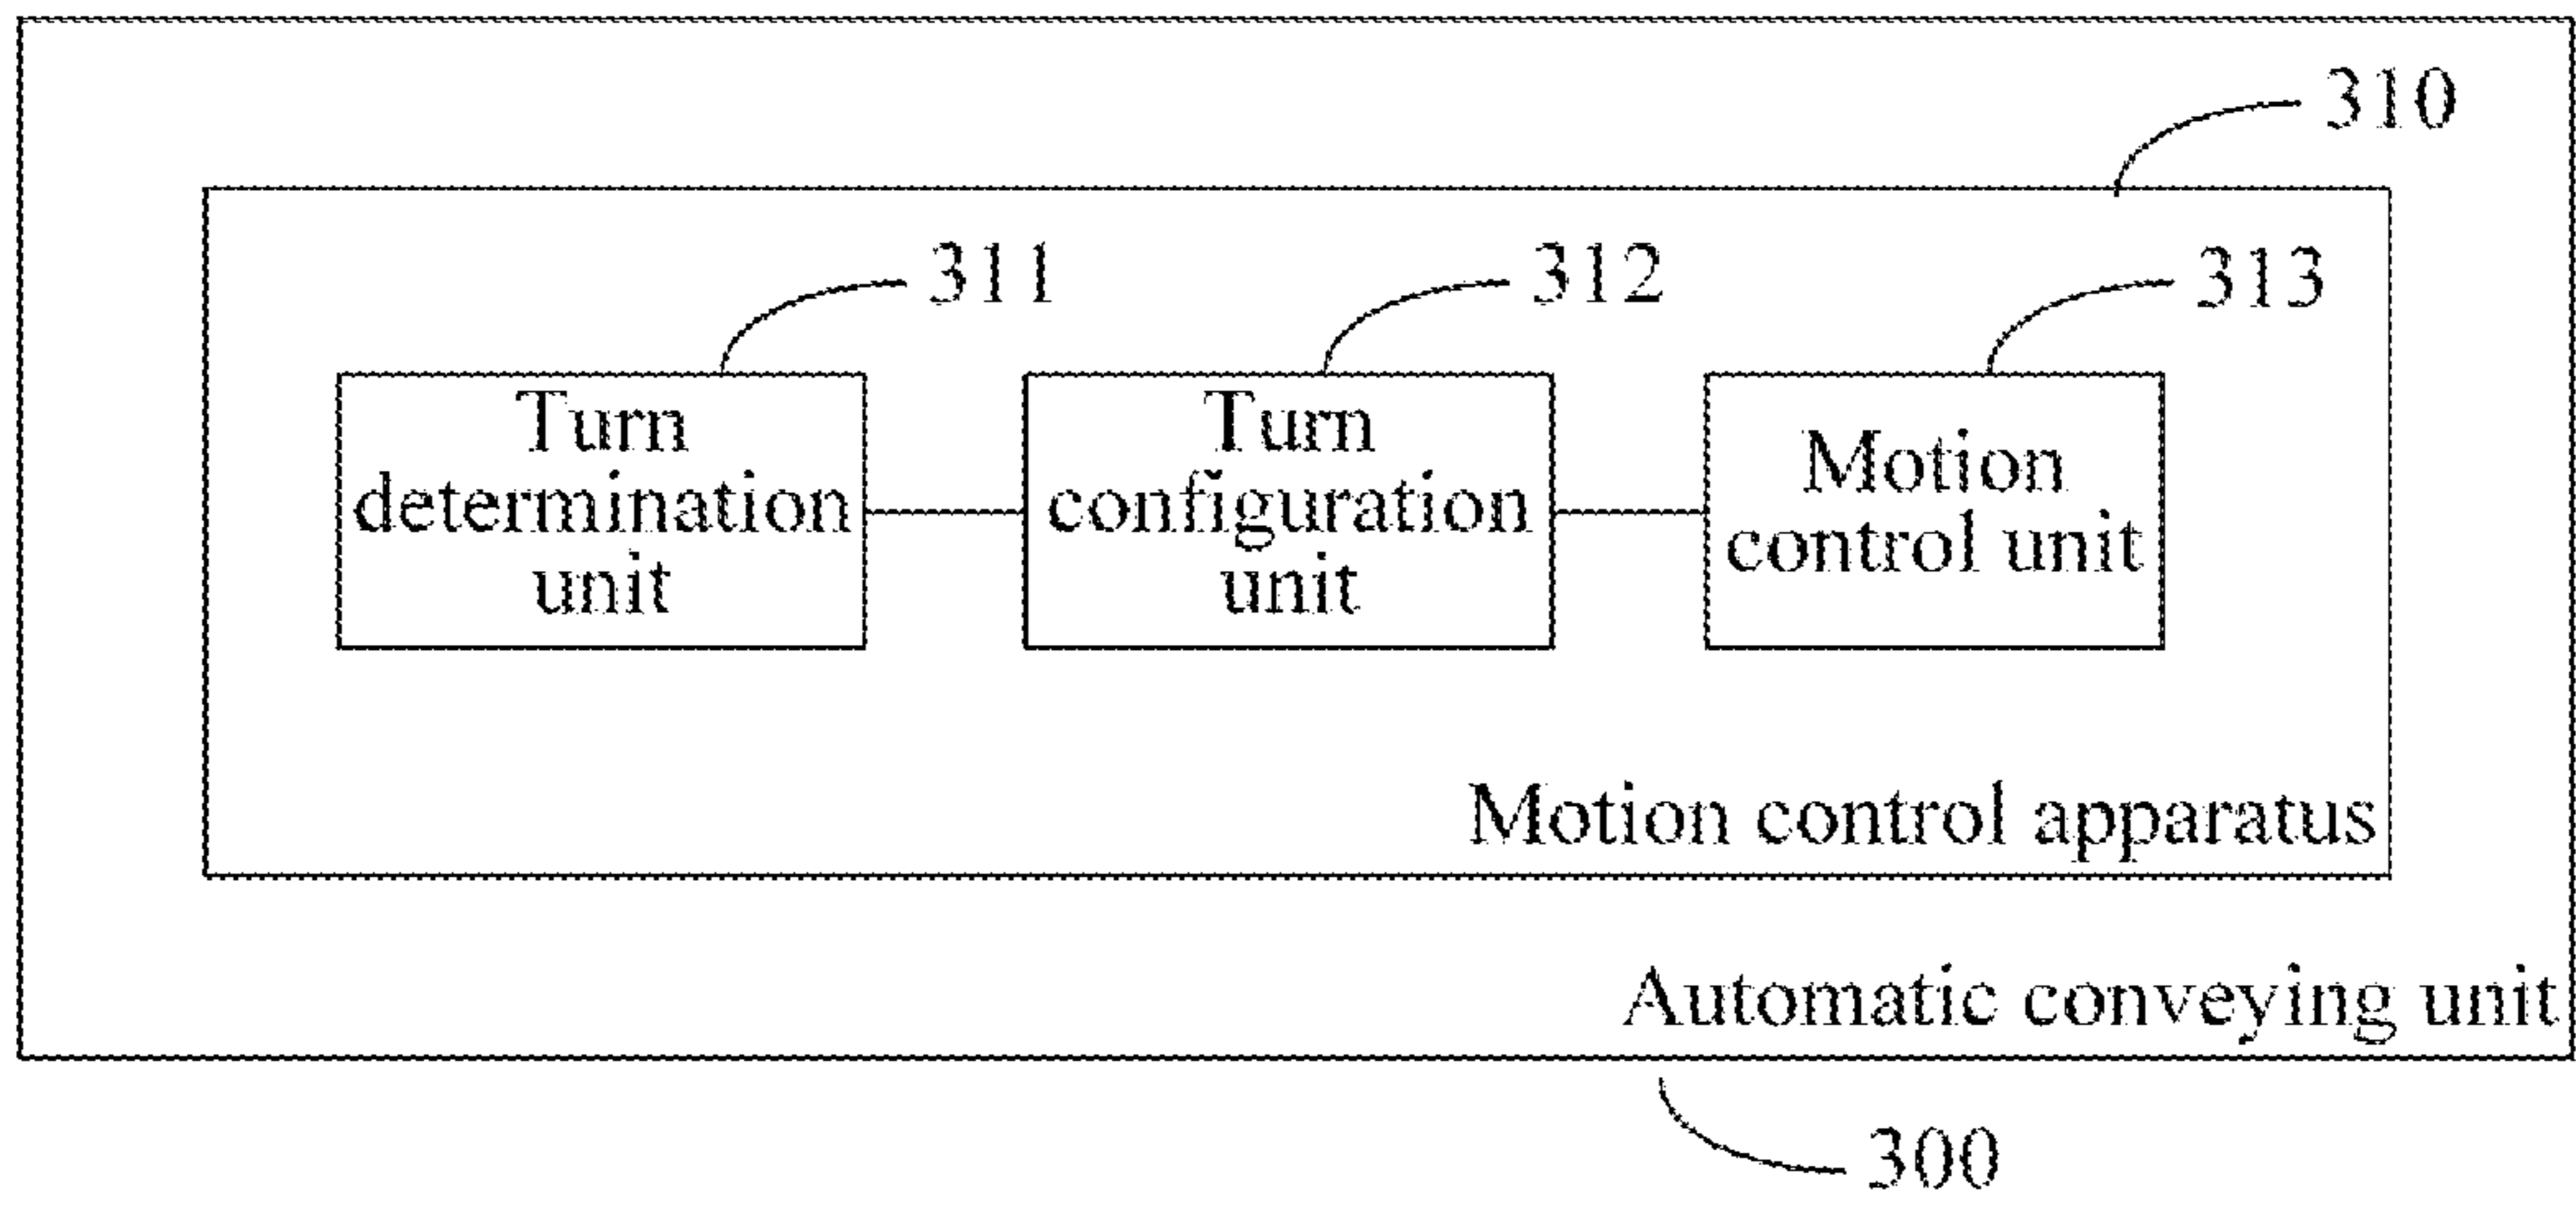 310
311
312
313
Turn
determination
unit
Turn
configuration
unit
Motion
control unit
Motion control apparatus
Automatic conveying unit
300